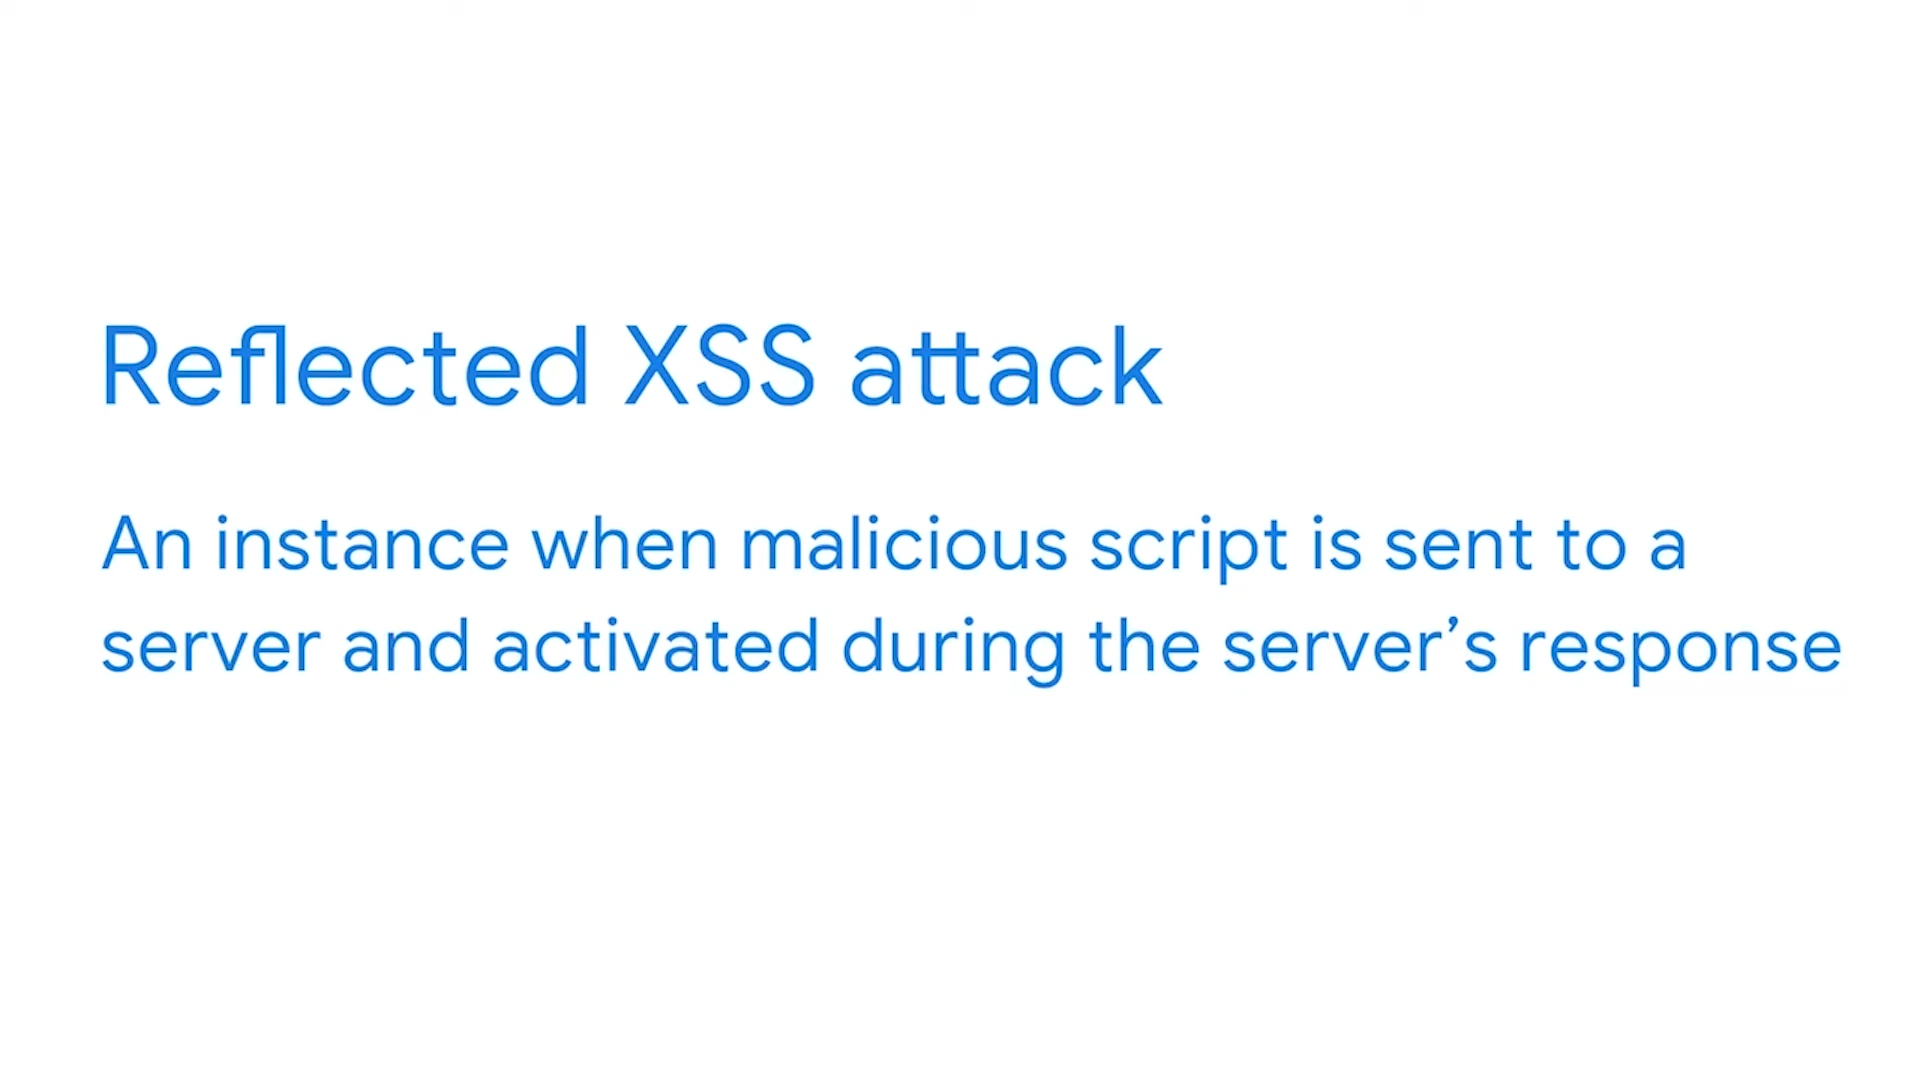 Reflected XSS attack
An instance when malicious script is sent to a
server and activated during the server’s response